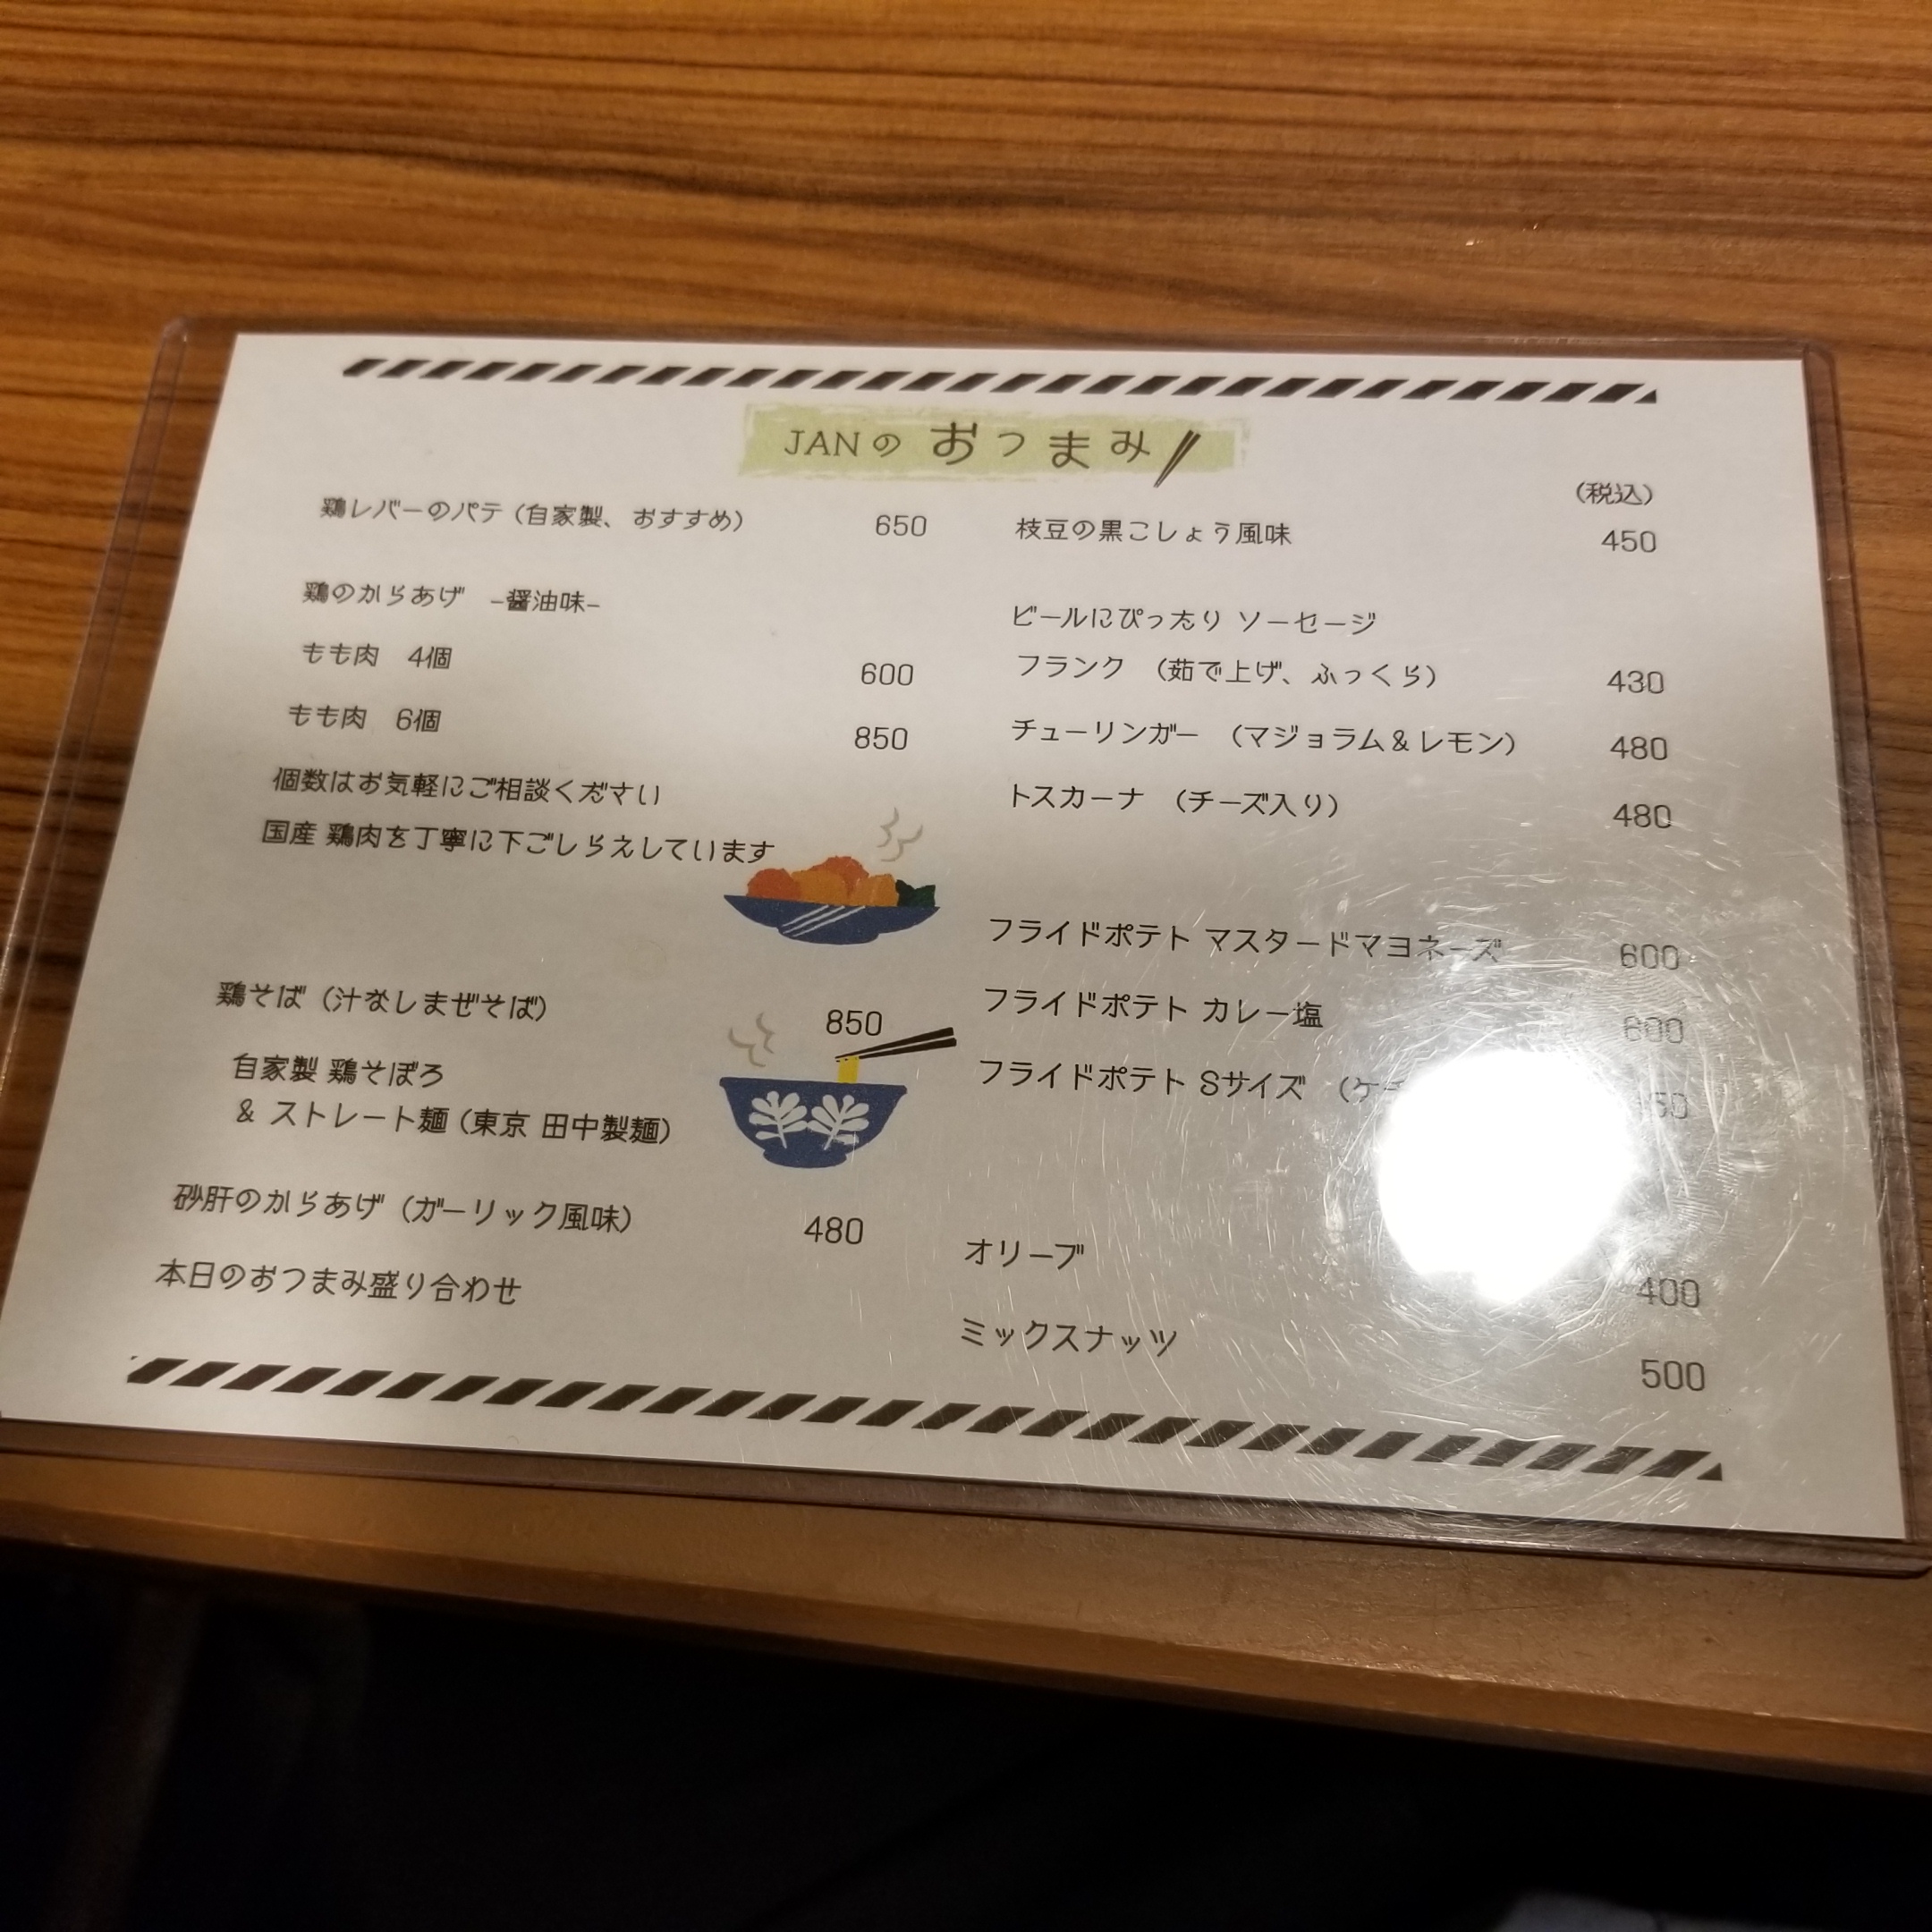 JANの おつまみ
(税込)
鶏レバーのパテ (自家製、おすすめ) 650
鶏のからあげ -醤油味-
もも肉 4個 600
もも肉 6個 850
個数はお気軽にご相談ください
国産 鶏肉を丁寧に下ごしらえしています
鶏そば (汁なしまぜそば) 850
自家製 鶏そぼろ
& ストレート麺 (東京 田中製麺)
砂肝のからあげ (ガーリック風味) 480
本日のおつまみ盛り合わせ
枝豆の黒こしょう風味 450
ビールにぴったり ソーセージ
フランク (茹で上げ、ふっくら) 430
チューリンガー (マジョラム&レモン) 480
トスカーナ (チーズ入り) 480
フライドポテト マスタードマヨネーズ 600
フライドポテト カレー塩 600
フライドポテト Sサイズ
オリーブ 400
ミックスナッツ 500